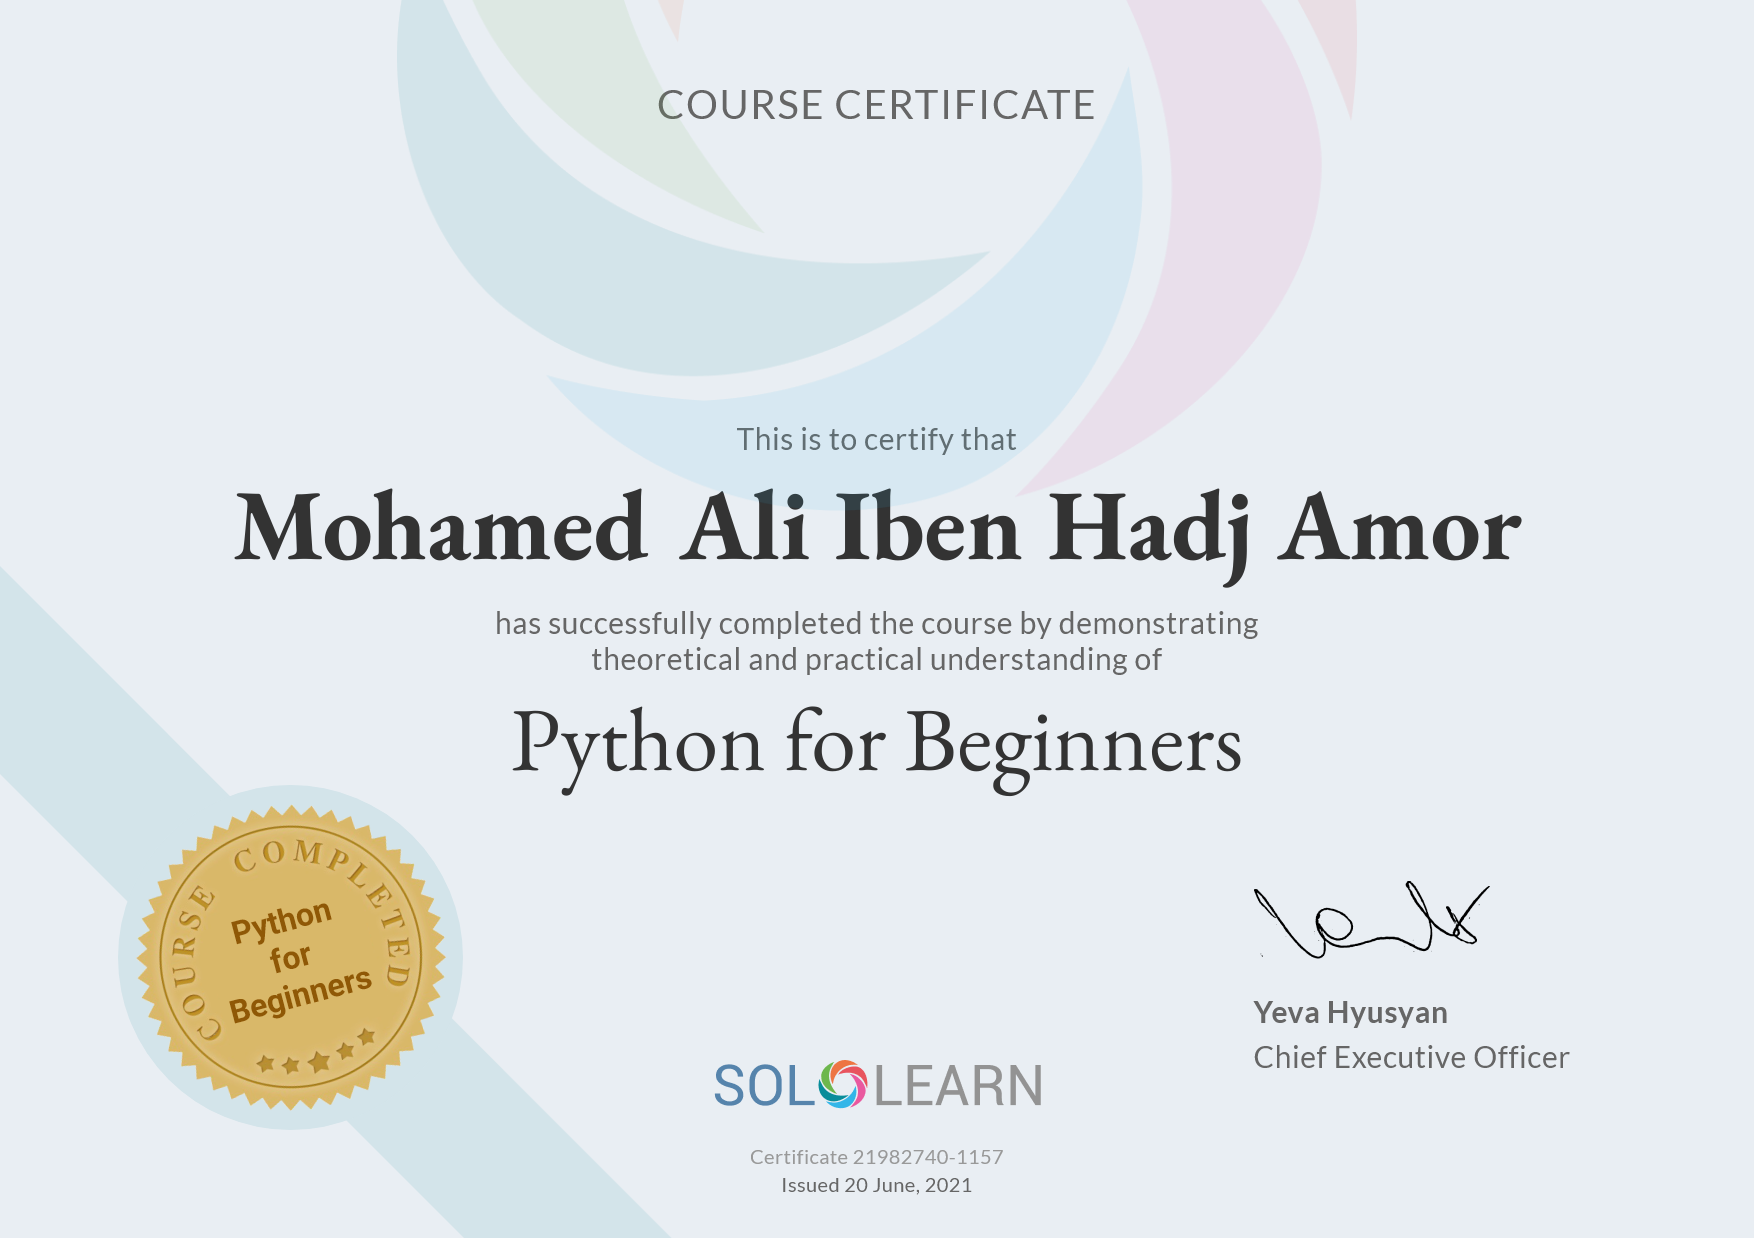 COURSE CERTIFICATE
This is to certify that
Mohamed Ali Iben Hadj Amor
has successfully completed the course by demonstrating
theoretical and practical understanding of
Python for Beginners
COURSE COMPLETED
Python
for
Beginners
Yeva Hyusyan
Chief Executive Officer
SOLOLEARN
Certificate 21982740-1157
Issued 20 June, 2021